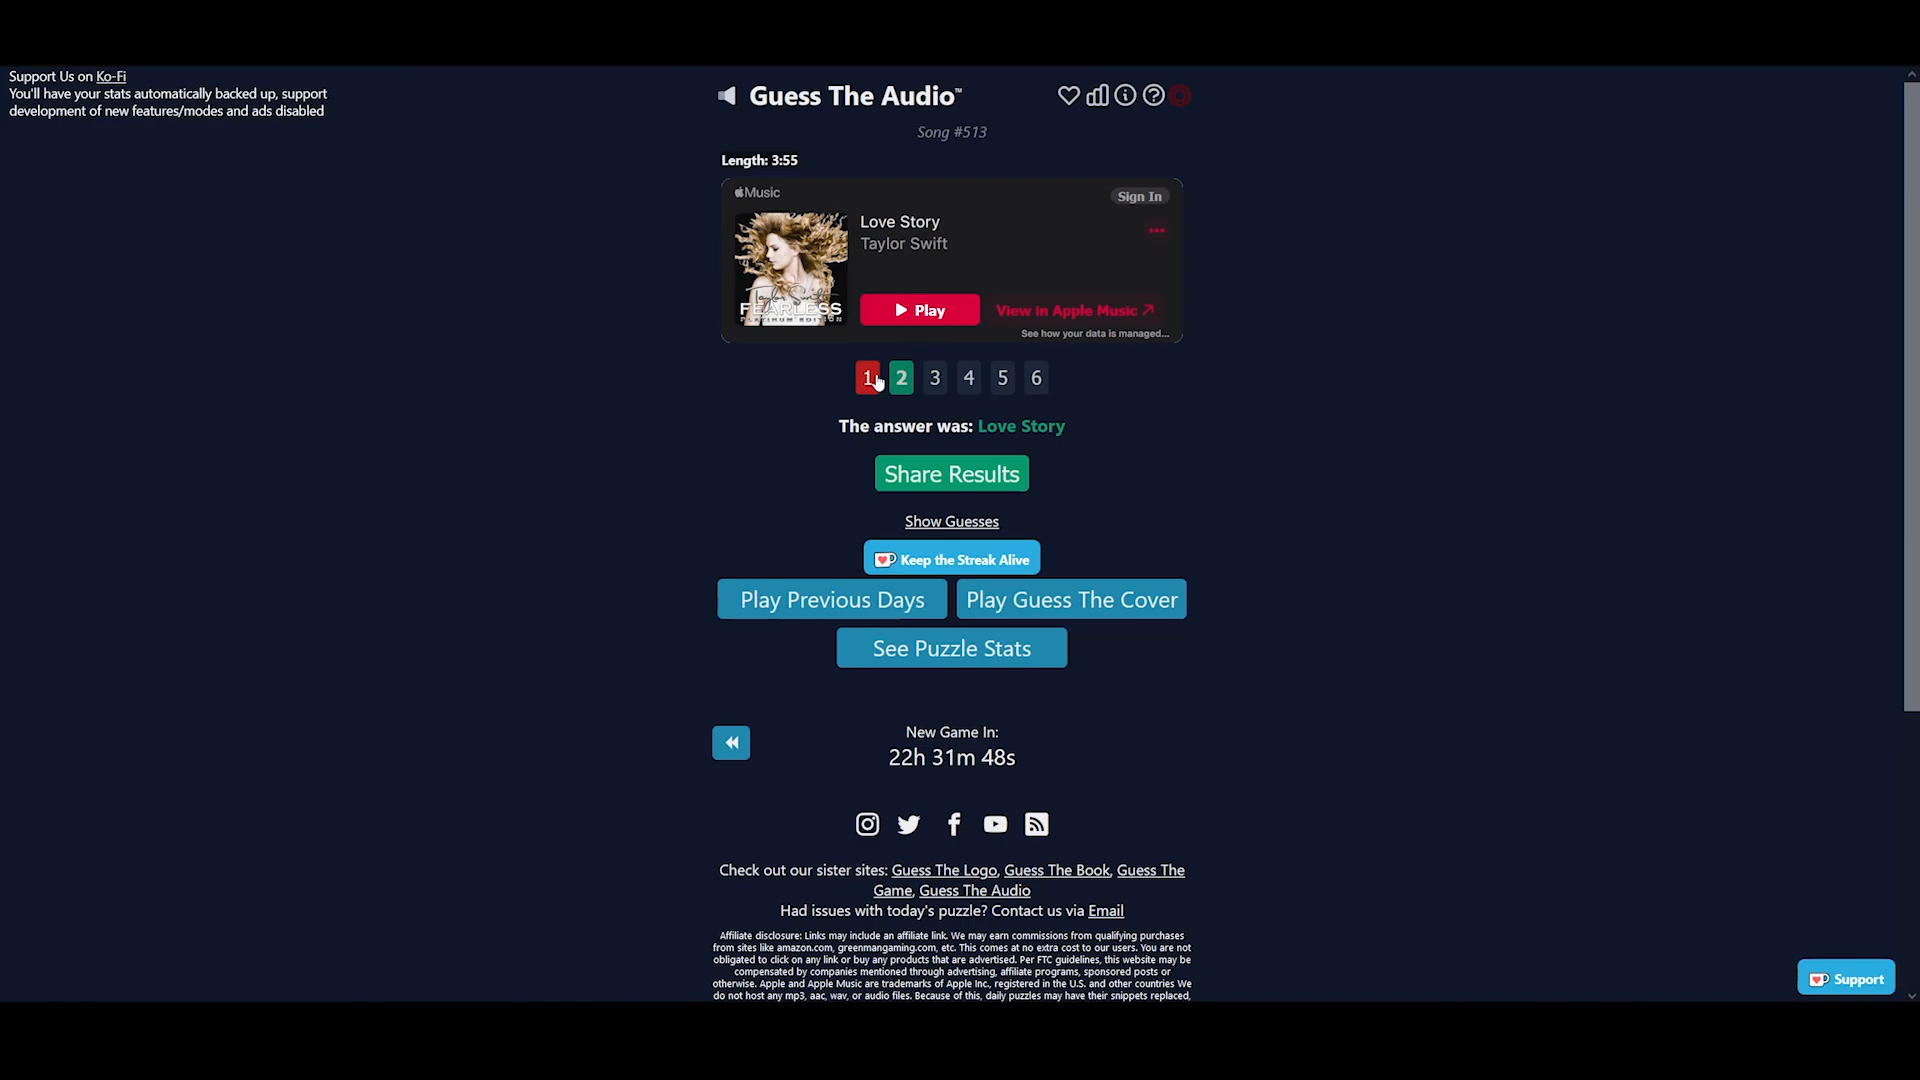 Support Us on Ko-Fi
You'll have your stats automatically backed up, support
development of new features/modes and ads disabled
Guess The Audio™
Song #513
Length: 3:55
Music
Sign In
Love Story
Taylor Swift
Taylor Swift
FEARLESS
PLATINUM EDITION
Play
View in Apple Music ↗
See how your data is managed...
1 2 3 4 5 6
The answer was: Love Story
Share Results
Show Guesses
Keep the Streak Alive
Play Previous Days
Play Guess The Cover
See Puzzle Stats
New Game In:
22h 31m 48s
Check out our sister sites: Guess The Logo, Guess The Book, Guess The
Game, Guess The Audio
Had issues with today's puzzle? Contact us via Email
Affiliate disclosure: Links may include an affiliate link. We may earn commissions from qualifying purchases
from sites like amazon.com, greenmangaming.com, etc. This comes at no extra cost to our users. You are not
obligated to click on any link or buy any products that are advertised. Per FTC guidelines, this website may be
compensated by companies mentioned through advertising, affiliate programs, sponsored posts or
otherwise. Apple and Apple Music are trademarks of Apple Inc., registered in the U.S. and other countries We
do not host any mp3, aac, wav, or audio files. Because of this, daily puzzles may have their snippets replaced,
Support